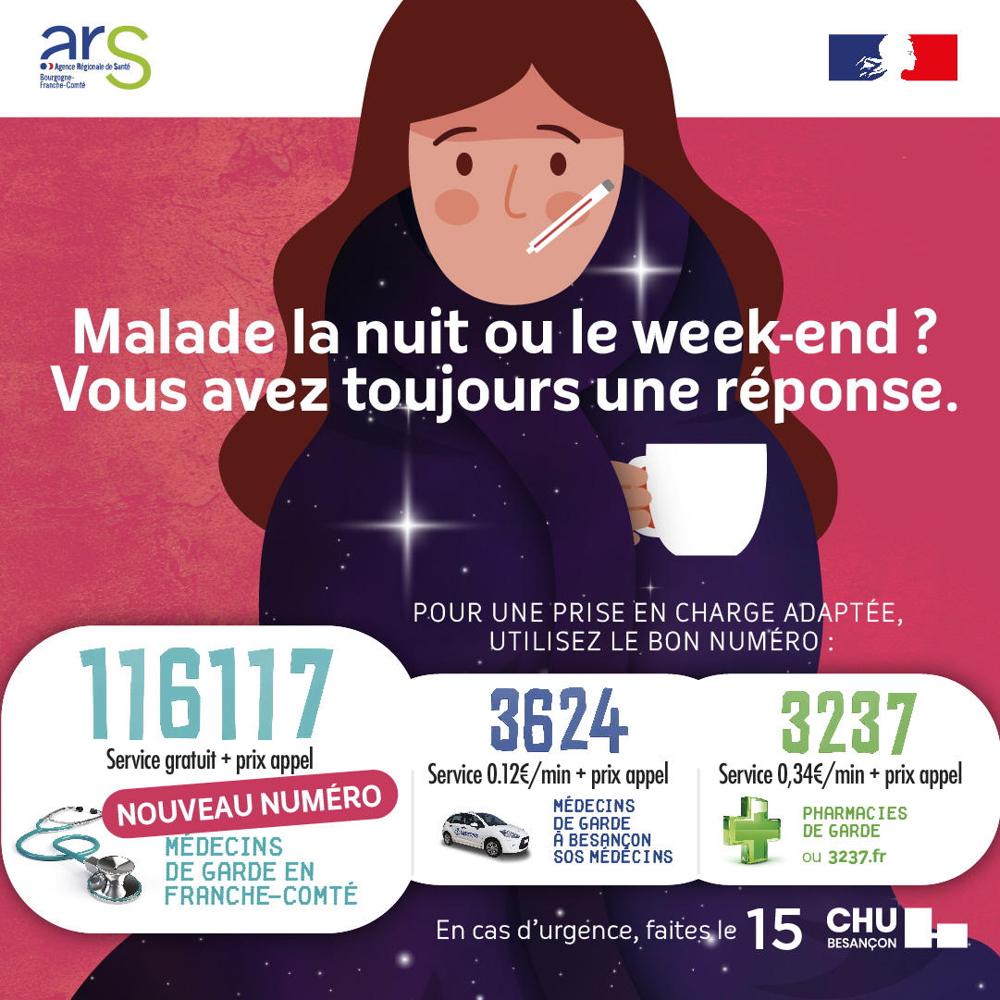 ars
Agence Régionale de Santé
Bourgogne-
Franche-Comté
Malade la nuit ou le week-end ?
Vous avez toujours une réponse.
POUR UNE PRISE EN CHARGE ADAPTÉE,
UTILISEZ LE BON NUMÉRO :
116117
Service gratuit + prix appel
NOUVEAU NUMÉRO
MÉDECINS
DE GARDE EN
FRANCHE-COMTÉ
3624
Service 0.12€/min + prix appel
MÉDECINS
DE GARDE
À BESANÇON
SOS MÉDECINS
3237
Service 0,34€/min + prix appel
PHARMACIES
DE GARDE
ou 3237.fr
En cas d'urgence, faites le 15
CHU
BESANÇON